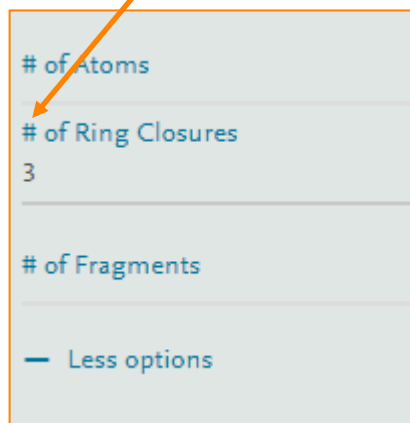 # of Atoms
# of Ring Closures
3
# of Fragments
— Less options